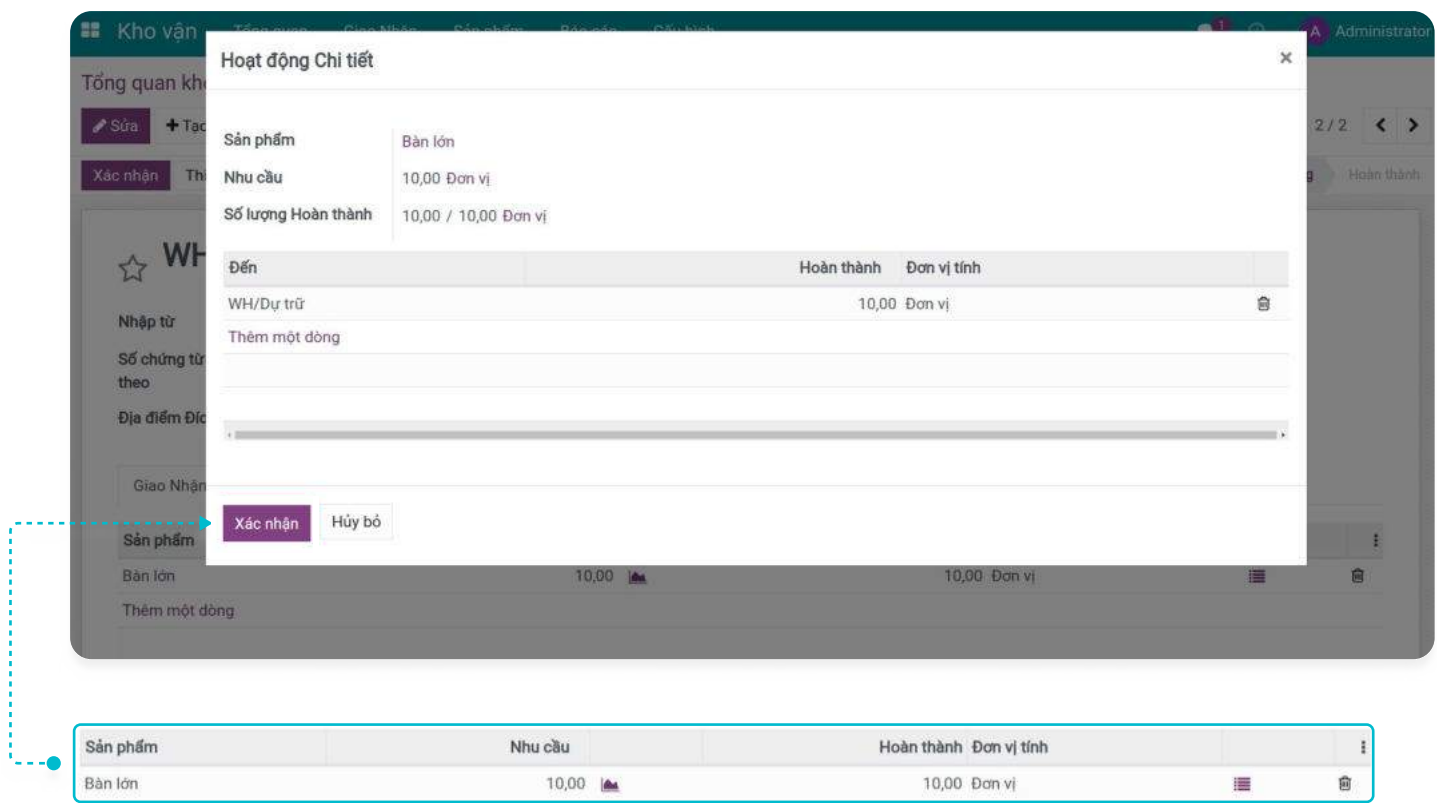 Kho vận
1
A Administrator
Hoạt động Chi tiết
Tổng quan kh
Sửa
Tạo
2 / 2
Sản phẩm Bàn lớn
Xác nhận Th
Nhu cầu 10,00 Đơn vị
g Hoàn thành
Số lượng Hoàn thành 10,00 / 10,00 Đơn vị
WH
Đến Hoàn thành Đơn vị tính
WH/Dự trữ 10,00 Đơn vị
Nhập từ
Thêm một dòng
Số chứng từ
theo
Địa điểm Đíc
Giao Nhận
Xác nhận Hủy bỏ
Sản phẩm
Bàn lớn 10,00 10,00 Đơn vị
Thêm một dòng
Sản phẩm Nhu cầu Hoàn thành Đơn vị tính
Bàn lớn 10,00 10,00 Đơn vị